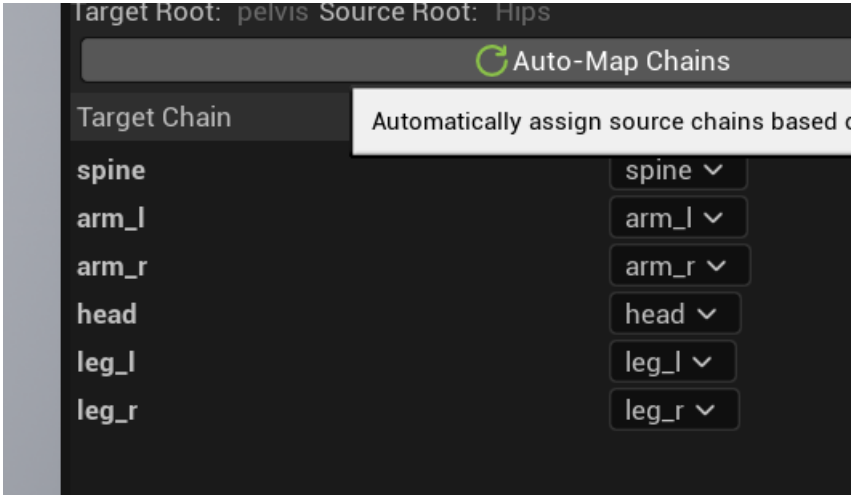 Target Root: pelvis Source Root: Hips
Auto-Map Chains
Target Chain
Automatically assign source chains based
spine spine
arm_l arm_l
arm_r arm_r
head head
leg_l leg_l
leg_r leg_r